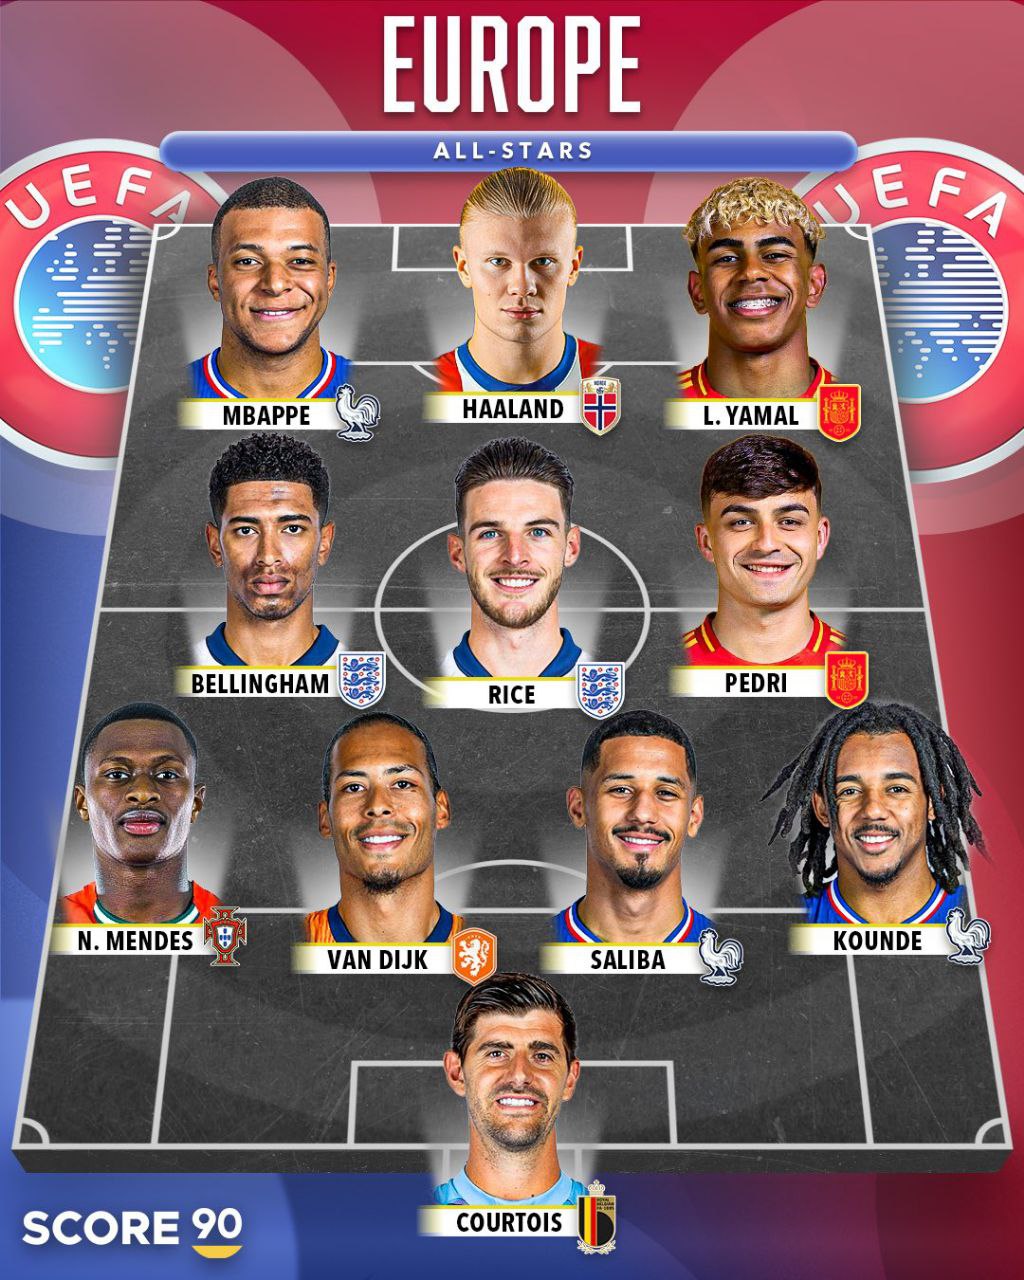 EUROPE
ALL-STARS
UEFA
UEFA
MBAPPE
HAALAND
L. YAMAL
BELLINGHAM
RICE
PEDRI
N. MENDES
VAN DIJK
SALIBA
KOUNDE
COURTOIS
SCORE 90